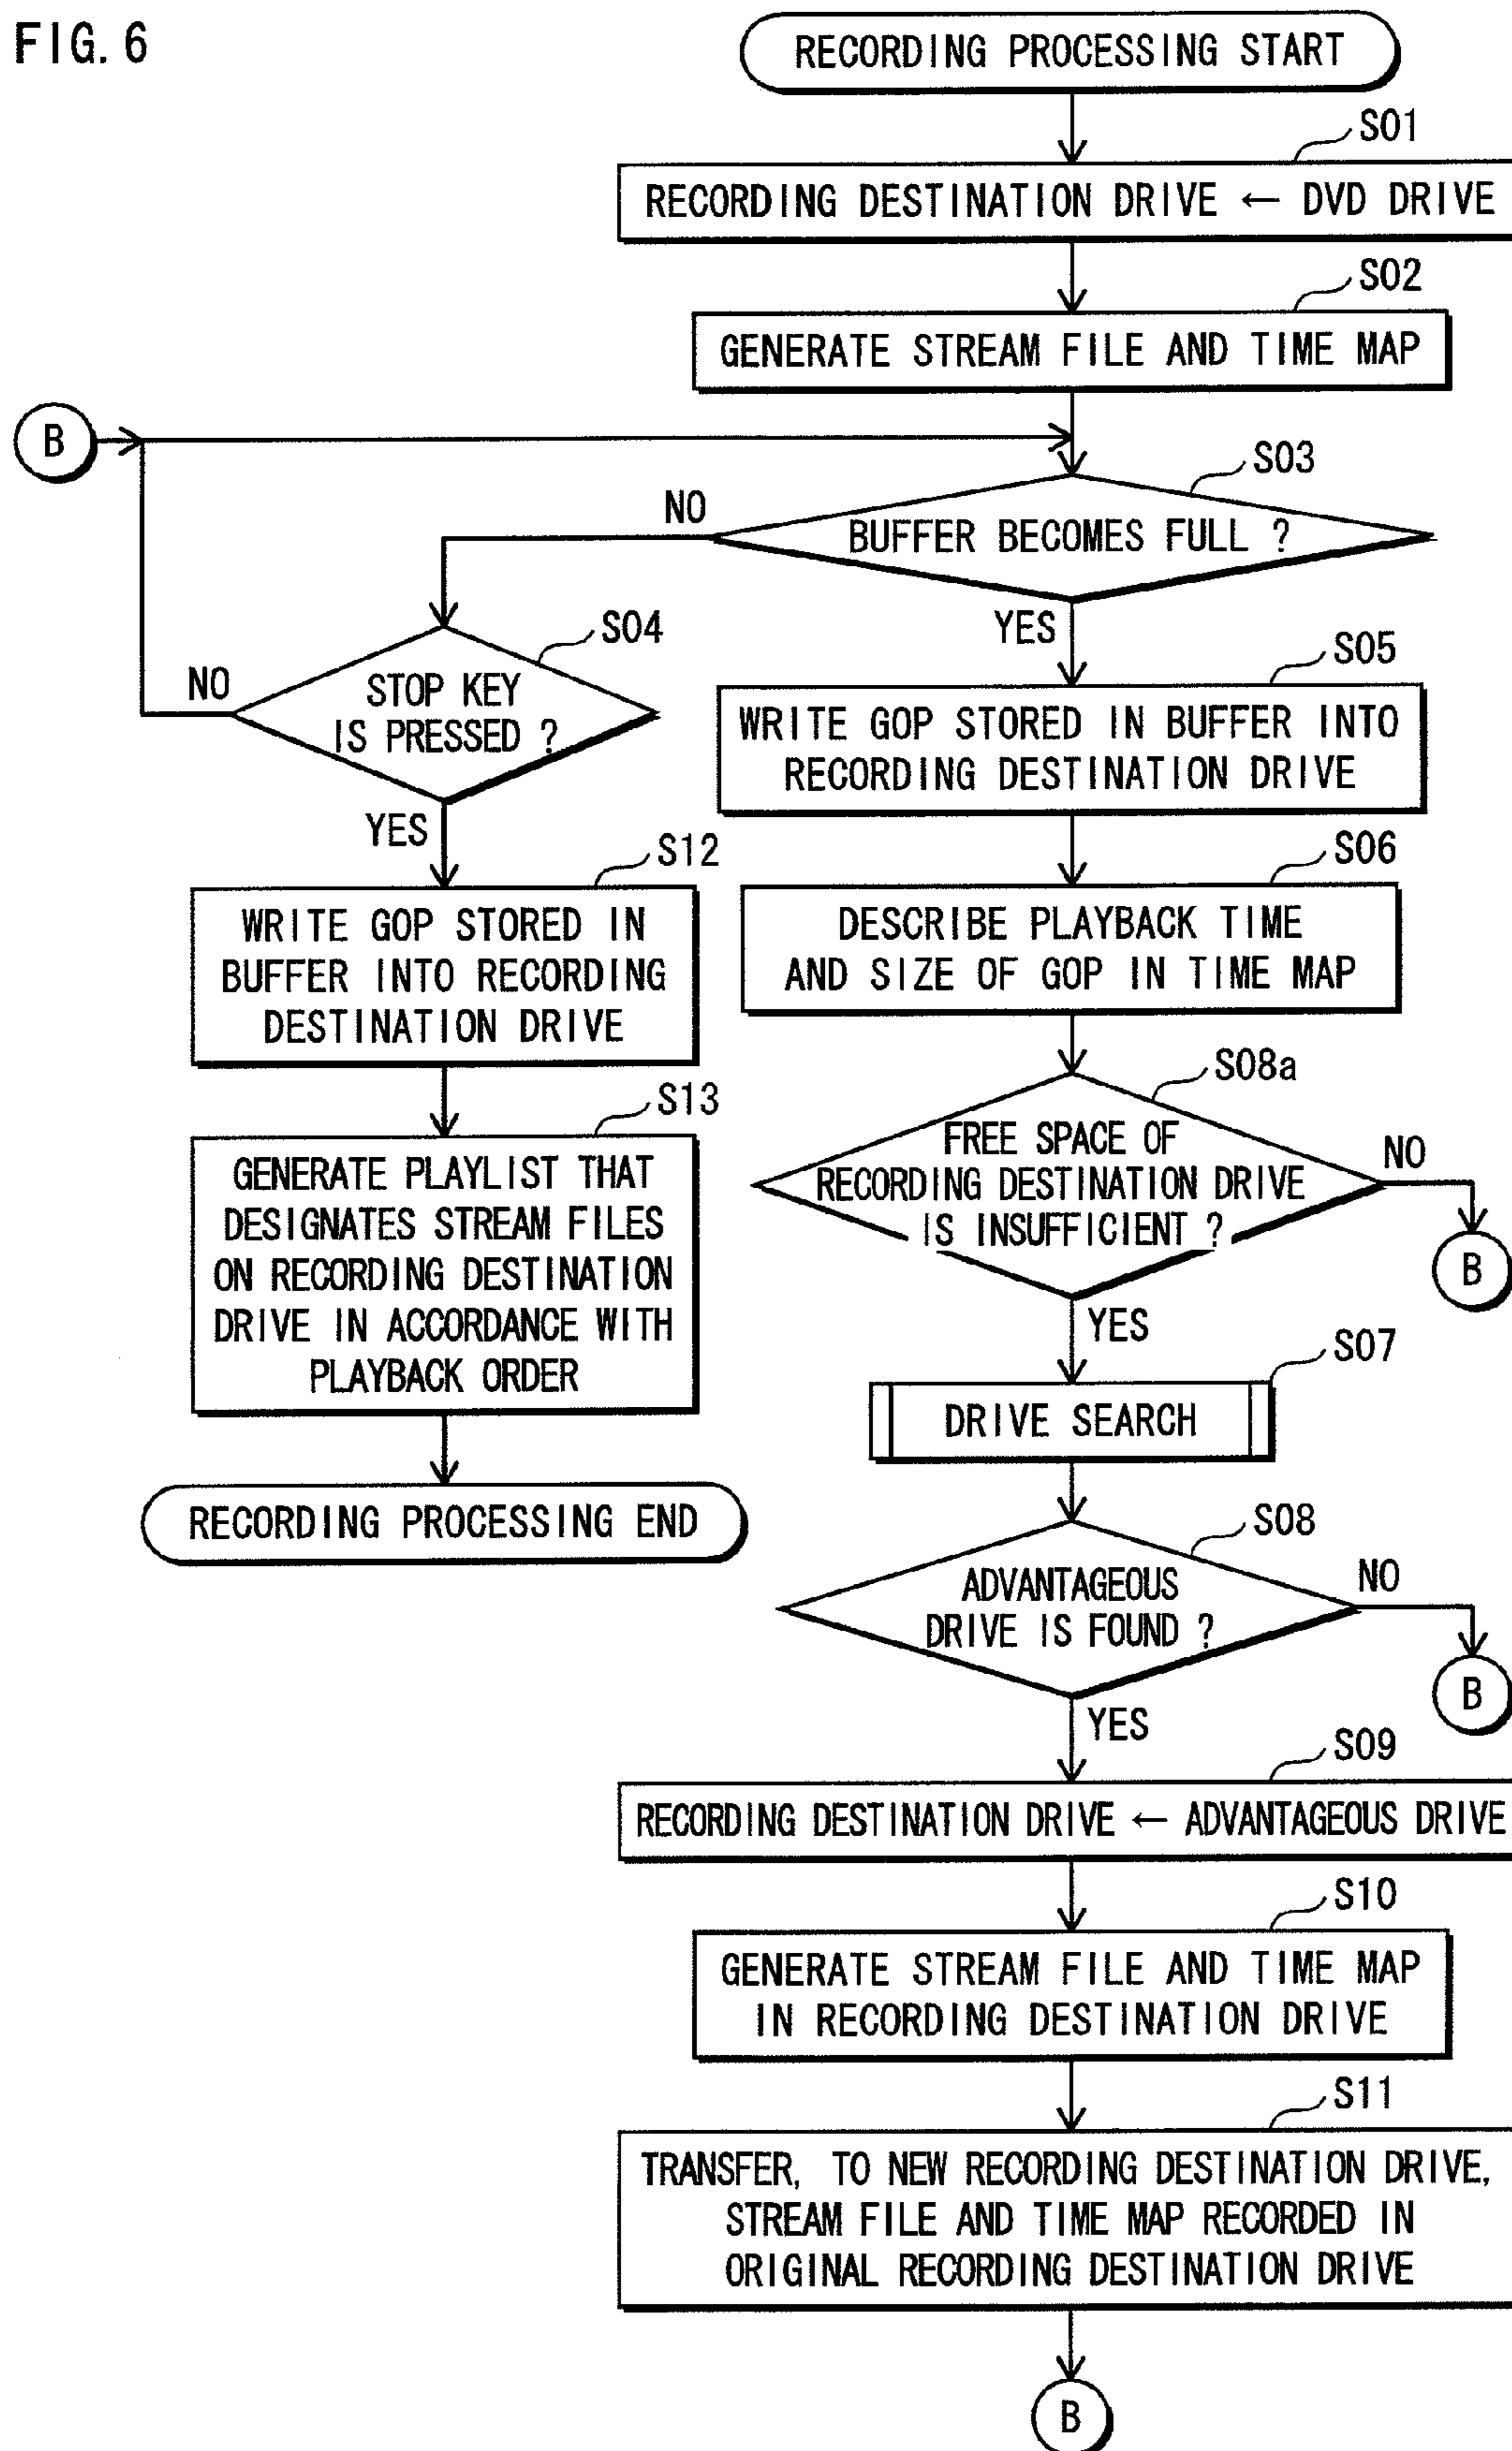 FIG. 6
RECORDING PROCESSING START
S01
RECORDING DESTINATION DRIVE ← DVD DRIVE
S02
GENERATE STREAM FILE AND TIME MAP
B
S03
NO
BUFFER BECOMES FULL ?
YES
S04
NO
STOP KEY
IS PRESSED ?
YES
S05
WRITE GOP STORED IN BUFFER INTO
RECORDING DESTINATION DRIVE
S12
WRITE GOP STORED IN
BUFFER INTO RECORDING
DESTINATION DRIVE
S06
DESCRIBE PLAYBACK TIME
AND SIZE OF GOP IN TIME MAP
S13
GENERATE PLAYLIST THAT
DESIGNATES STREAM FILES
ON RECORDING DESTINATION
DRIVE IN ACCORDANCE WITH
PLAYBACK ORDER
RECORDING PROCESSING END
S08a
FREE SPACE OF
RECORDING DESTINATION DRIVE
IS INSUFFICIENT ?
NO
B
YES
S07
DRIVE SEARCH
S08
ADVANTAGEOUS
DRIVE IS FOUND ?
NO
B
YES
S09
RECORDING DESTINATION DRIVE ← ADVANTAGEOUS DRIVE
S10
GENERATE STREAM FILE AND TIME MAP
IN RECORDING DESTINATION DRIVE
S11
TRANSFER, TO NEW RECORDING DESTINATION DRIVE,
STREAM FILE AND TIME MAP RECORDED IN
ORIGINAL RECORDING DESTINATION DRIVE
B